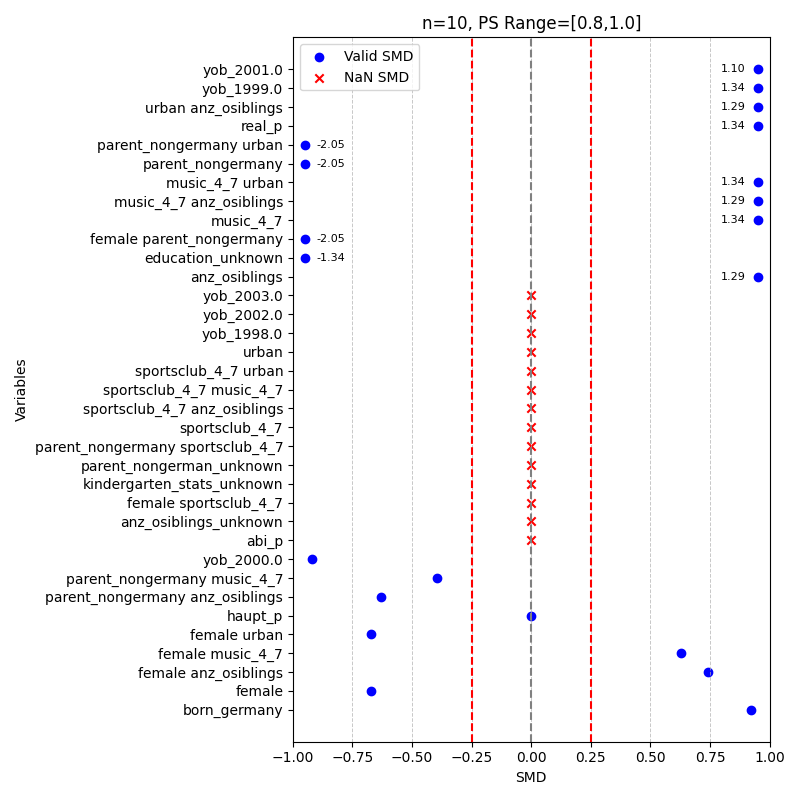 n=10, PS Range=[0.8,1.0]
Valid SMD
NaN SMD
yob_2001.0 1.10
yob_1999.0 1.34
urban anz_osiblings 1.29
real_p 1.34
parent_nongermany urban -2.05
parent_nongermany -2.05
music_4_7 urban 1.34
music_4_7 anz_osiblings 1.29
music_4_7 1.34
female parent_nongermany -2.05
education_unknown -1.34
anz_osiblings 1.29
yob_2003.0
yob_2002.0
yob_1998.0
urban
sportsclub_4_7 urban
sportsclub_4_7 music_4_7
sportsclub_4_7 anz_osiblings
sportsclub_4_7
parent_nongermany sportsclub_4_7
parent_nongerman_unknown
kindergarten_stats_unknown
female sportsclub_4_7
anz_osiblings_unknown
abi_p
yob_2000.0
parent_nongermany music_4_7
parent_nongermany anz_osiblings
haupt_p
female urban
female music_4_7
female anz_osiblings
female
born_germany
Variables
−1.00 −0.75 −0.50 −0.25 0.00 0.25 0.50 0.75 1.00
SMD